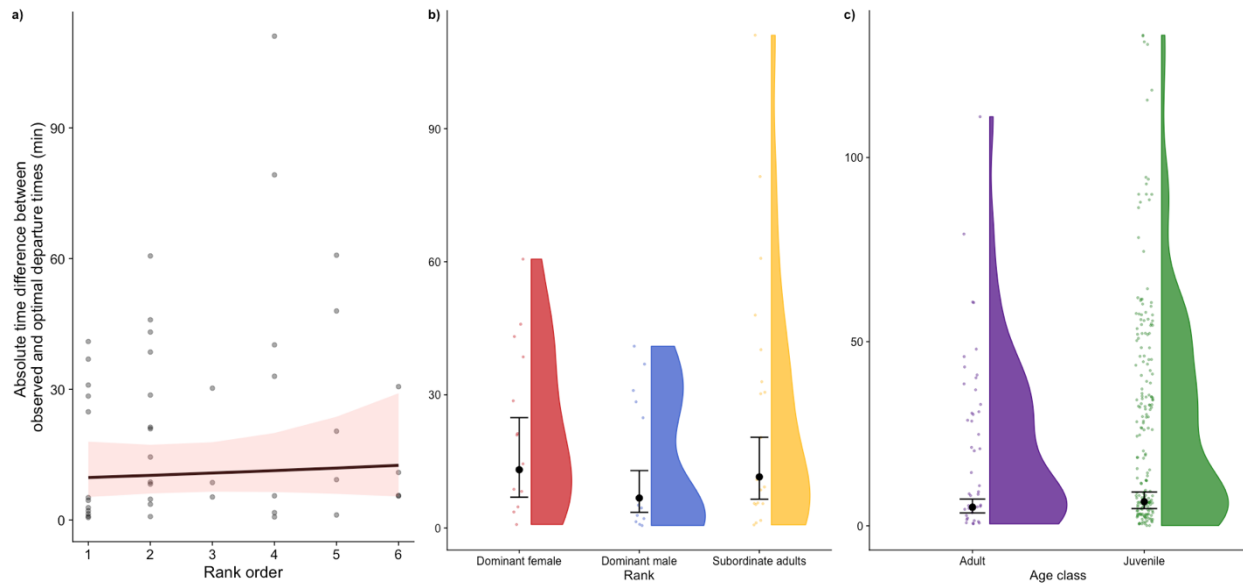 a)
Absolute time difference between
observed and optimal departure times (min)
90
60
30
0
1 2 3 4 5 6
Rank order
b)
90
60
30
0
Dominant female Dominant male Subordinate adults
Rank
c)
100
50
0
Adult Juvenile
Age class